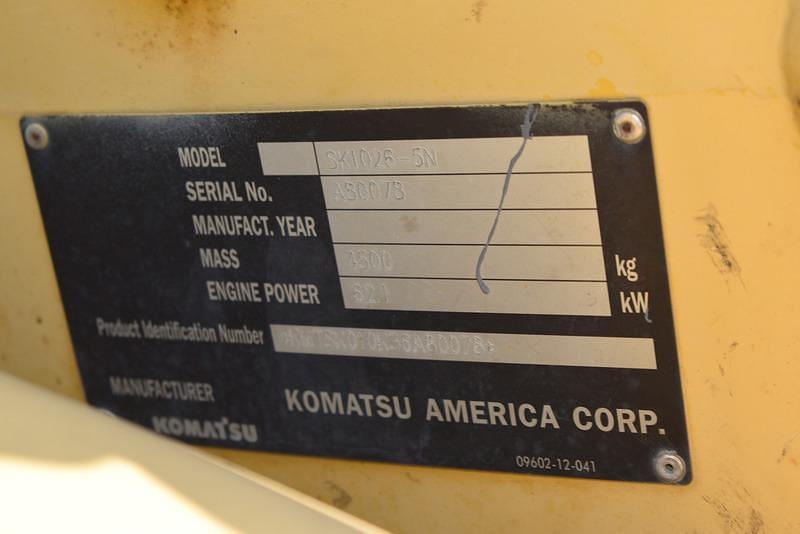 MODEL SK1026-5N
SERIAL No. A80078
MANUFACT. YEAR
MASS kg
ENGINE POWER kW
Product Identification Number
MANUFACTURER KOMATSU AMERICA CORP.
KOMATSU
09602-12-041